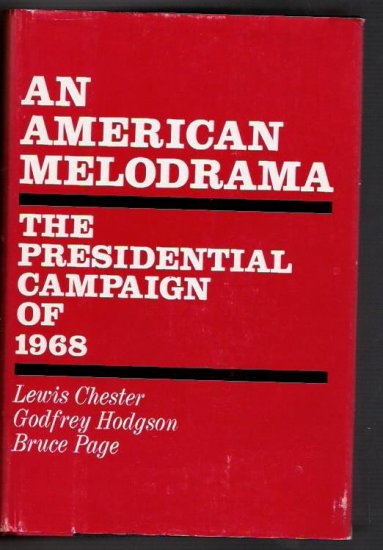 AN
AMERICAN
MELODRAMA
THE
PRESIDENTIAL
CAMPAIGN
OF
1968
Lewis Chester
Godfrey Hodgson
Bruce Page